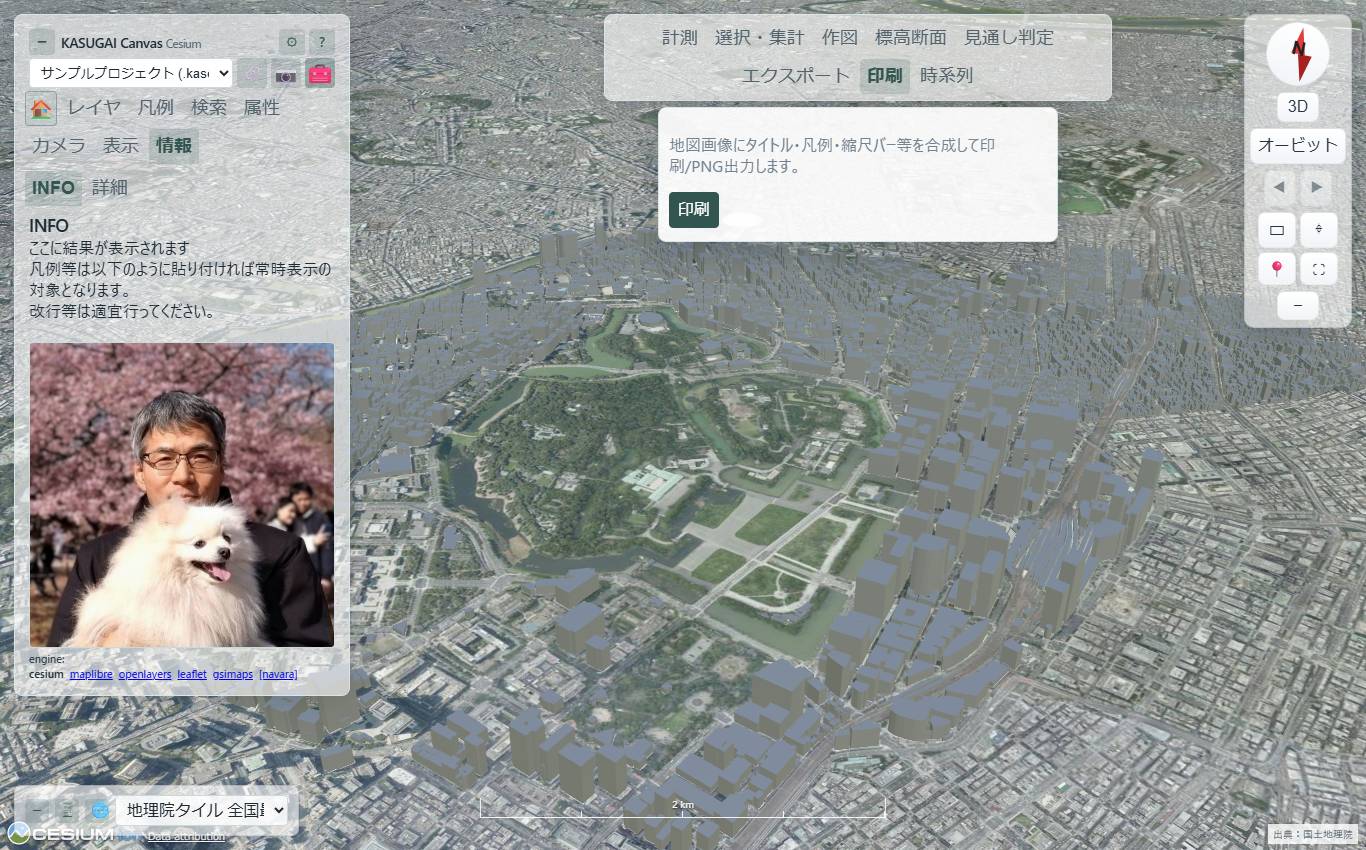 KASUGAI Canvas Cesium
?
サンプルプロジェクト (.kas
レイヤ 凡例 検索 属性
カメラ 表示 情報
INFO 詳細
INFO
ここに結果が表示されます
凡例等は以下のように貼り付ければ常時表示の
対象となります。
改行等は適宜行ってください。
engine:
cesium maplibre openlayers leaflet gsimaps [navara]
計測 選択・集計 作図 標高断面 見通し判定
エクスポート 印刷 時系列
地図画像にタイトル・凡例・縮尺バー等を合成して印
刷/PNG出力します。
印刷
N
3D
オービット
地理院タイル 全国
CESIUM ion Data attribution
2 km
出典：国土地理院